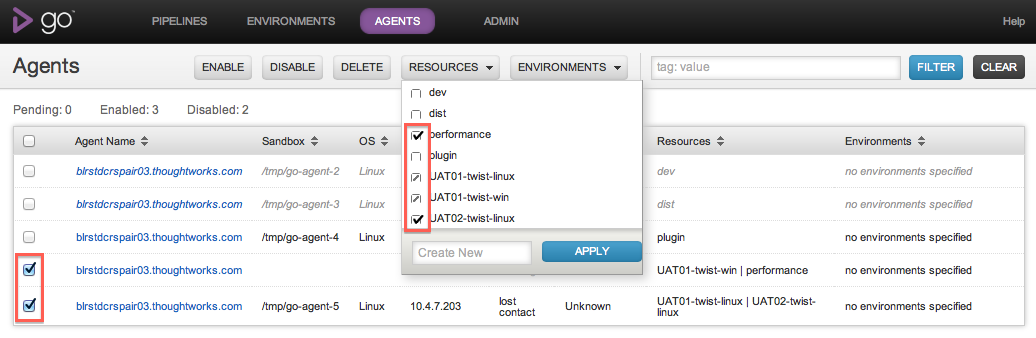 go™ PIPELINES ENVIRONMENTS AGENTS ADMIN Help
Agents ENABLE DISABLE DELETE RESOURCES ENVIRONMENTS tag: value FILTER CLEAR
Pending: 0 Enabled: 3 Disabled: 2
dev
dist
performance
plugin
UAT01-twist-linux
UAT01-twist-win
UAT02-twist-linux
Create New APPLY
Agent Name Sandbox OS Resources Environments
blrstdcrspair03.thoughtworks.com /tmp/go-agent-2 Linux dev no environments specified
blrstdcrspair03.thoughtworks.com /tmp/go-agent-3 Linux dist no environments specified
blrstdcrspair03.thoughtworks.com /tmp/go-agent-4 Linux plugin no environments specified
blrstdcrspair03.thoughtworks.com UAT01-twist-win | performance no environments specified
blrstdcrspair03.thoughtworks.com /tmp/go-agent-5 Linux 10.4.7.203 lost contact Unknown UAT01-twist-linux | UAT02-twist-linux no environments specified